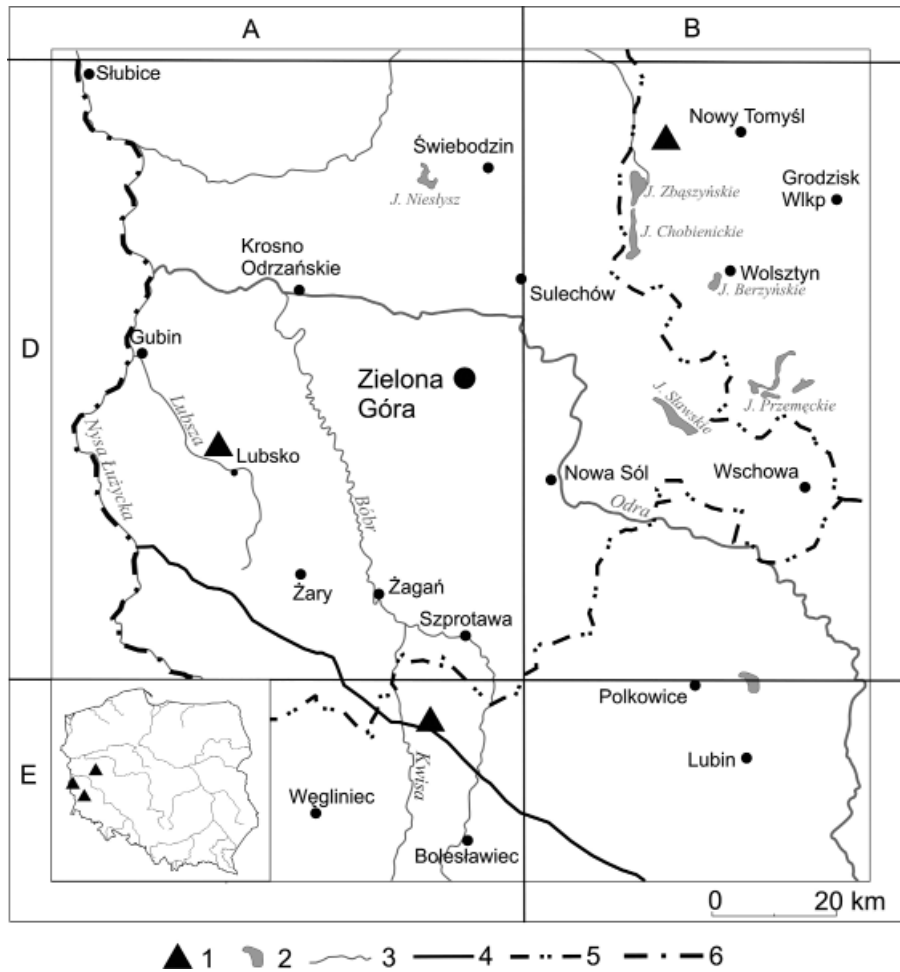 A
B
Słubice
Nowy Tomyśl
Świebodzin
J. Niesłysz
J. Zbąszyńskie
Grodzisk
Wlkp
J. Chobienickie
Krosno
Odrzańskie
Wolsztyn
J. Berzyńskie
Sulechów
D
Gubin
Zielona
Góra
J. Sławskie
J. Przemęckie
Lubsza
Nysa Łużycka
Lubsko
Bóbr
Nowa Sól
Wschowa
Odra
Żary
Żagań
Szprotawa
Polkowice
E
Kwisa
Lubin
Węgliniec
Bolesławiec
0 20 km
1 2 3 4 5 6